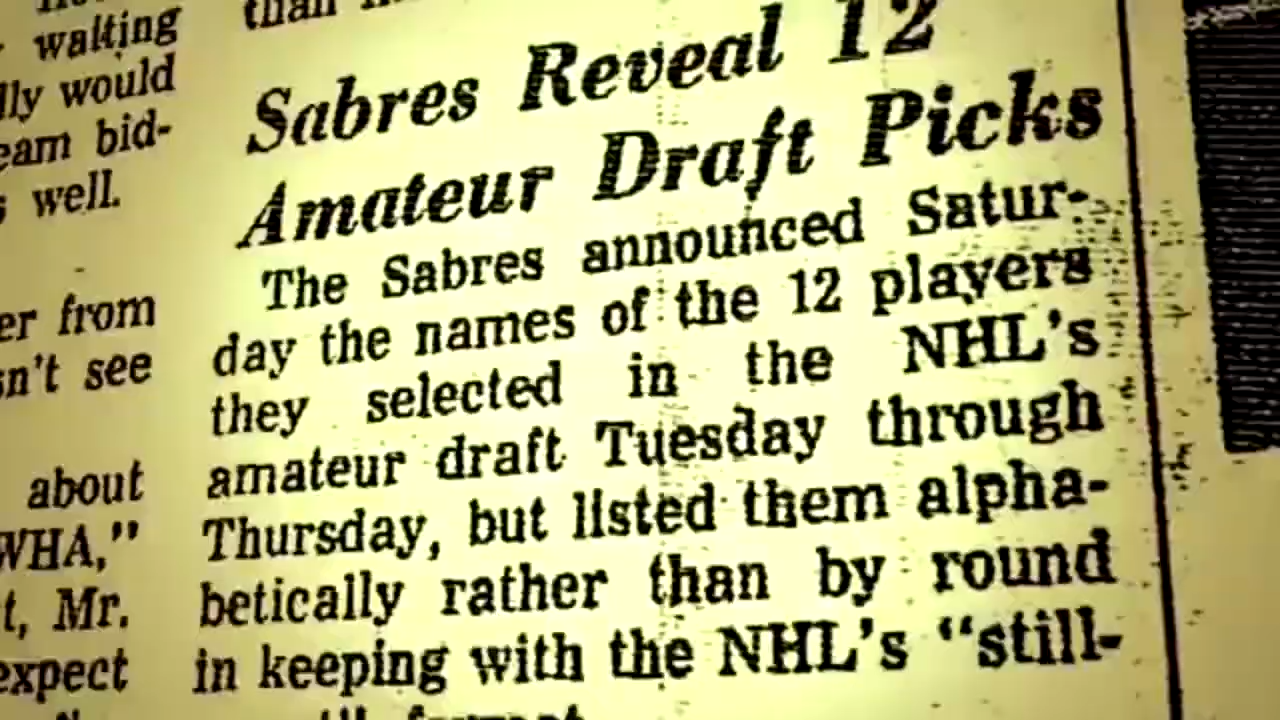 waiting
lly would
eam bid-
s well.
er from
sn't see
about
WHA,"
t, Mr.
expect
than
Sabres Reveal 12
Amateur Draft Picks
The Sabres announced Satur-
day the names of the 12 players
they selected in the NHL's
amateur draft Tuesday through
Thursday, but listed them alpha-
betically rather than by round
in keeping with the NHL's "still-